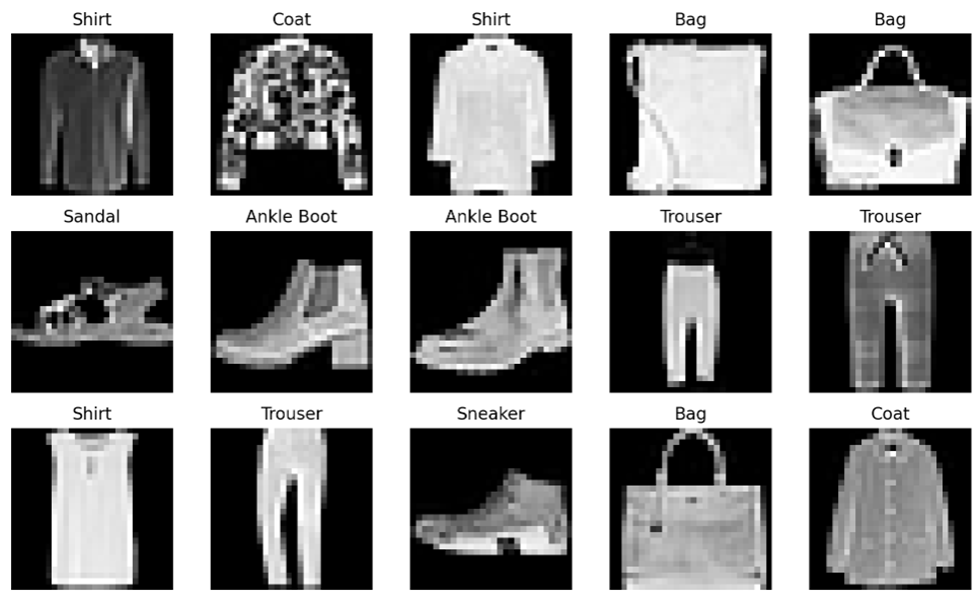 Shirt Coat Shirt Bag Bag
Sandal Ankle Boot Ankle Boot Trouser Trouser
Shirt Trouser Sneaker Bag Coat